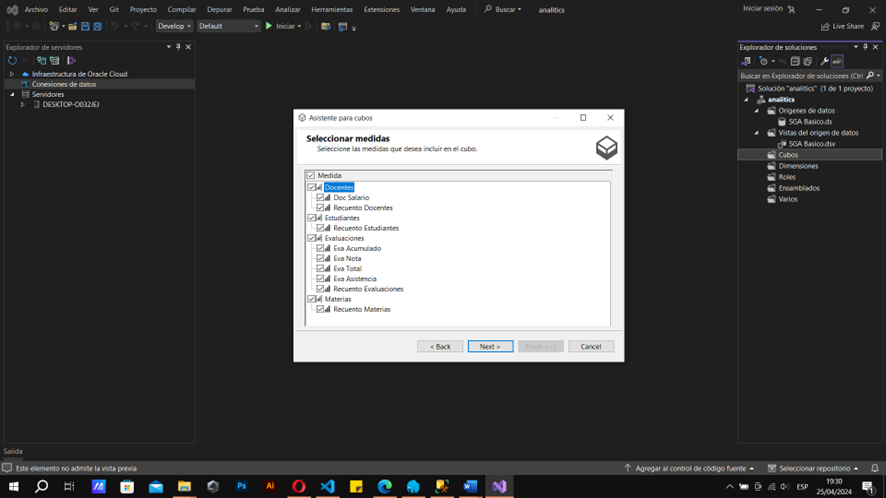 Archivo Editar Ver Git Proyecto Compilar Depurar Prueba Analizar Herramientas Extensiones Ventana Ayuda Buscar analitics Iniciar sesión
Develop Default Iniciar Live Share
Explorador de servidores
Infraestructura de Oracle Cloud
Conexiones de datos
Servidores
DESKTOP-O032JEJ
Asistente para cubos
Seleccionar medidas
Seleccione las medidas que desea incluir en el cubo.
Medida
Docentes
Doc Salario
Recuento Docentes
Estudiantes
Recuento Estudiantes
Evaluaciones
Eva Acumulado
Eva Nota
Eva Total
Eva Asistencia
Recuento Evaluaciones
Materias
Recuento Materias
< Back Next > Finish >>| Cancel
Explorador de soluciones
Buscar en Explorador de soluciones (Ctrl
Solución "analitics" (1 de 1 proyecto)
analitics
Orígenes de datos
SGA Basico.ds
Vistas del origen de datos
SGA Basico.dsv
Cubos
Dimensiones
Roles
Ensamblados
Varios
Salida
Este elemento no admite la vista previa Agregar al control de código fuente Seleccionar repositorio
ESP 19:30
25/04/2024